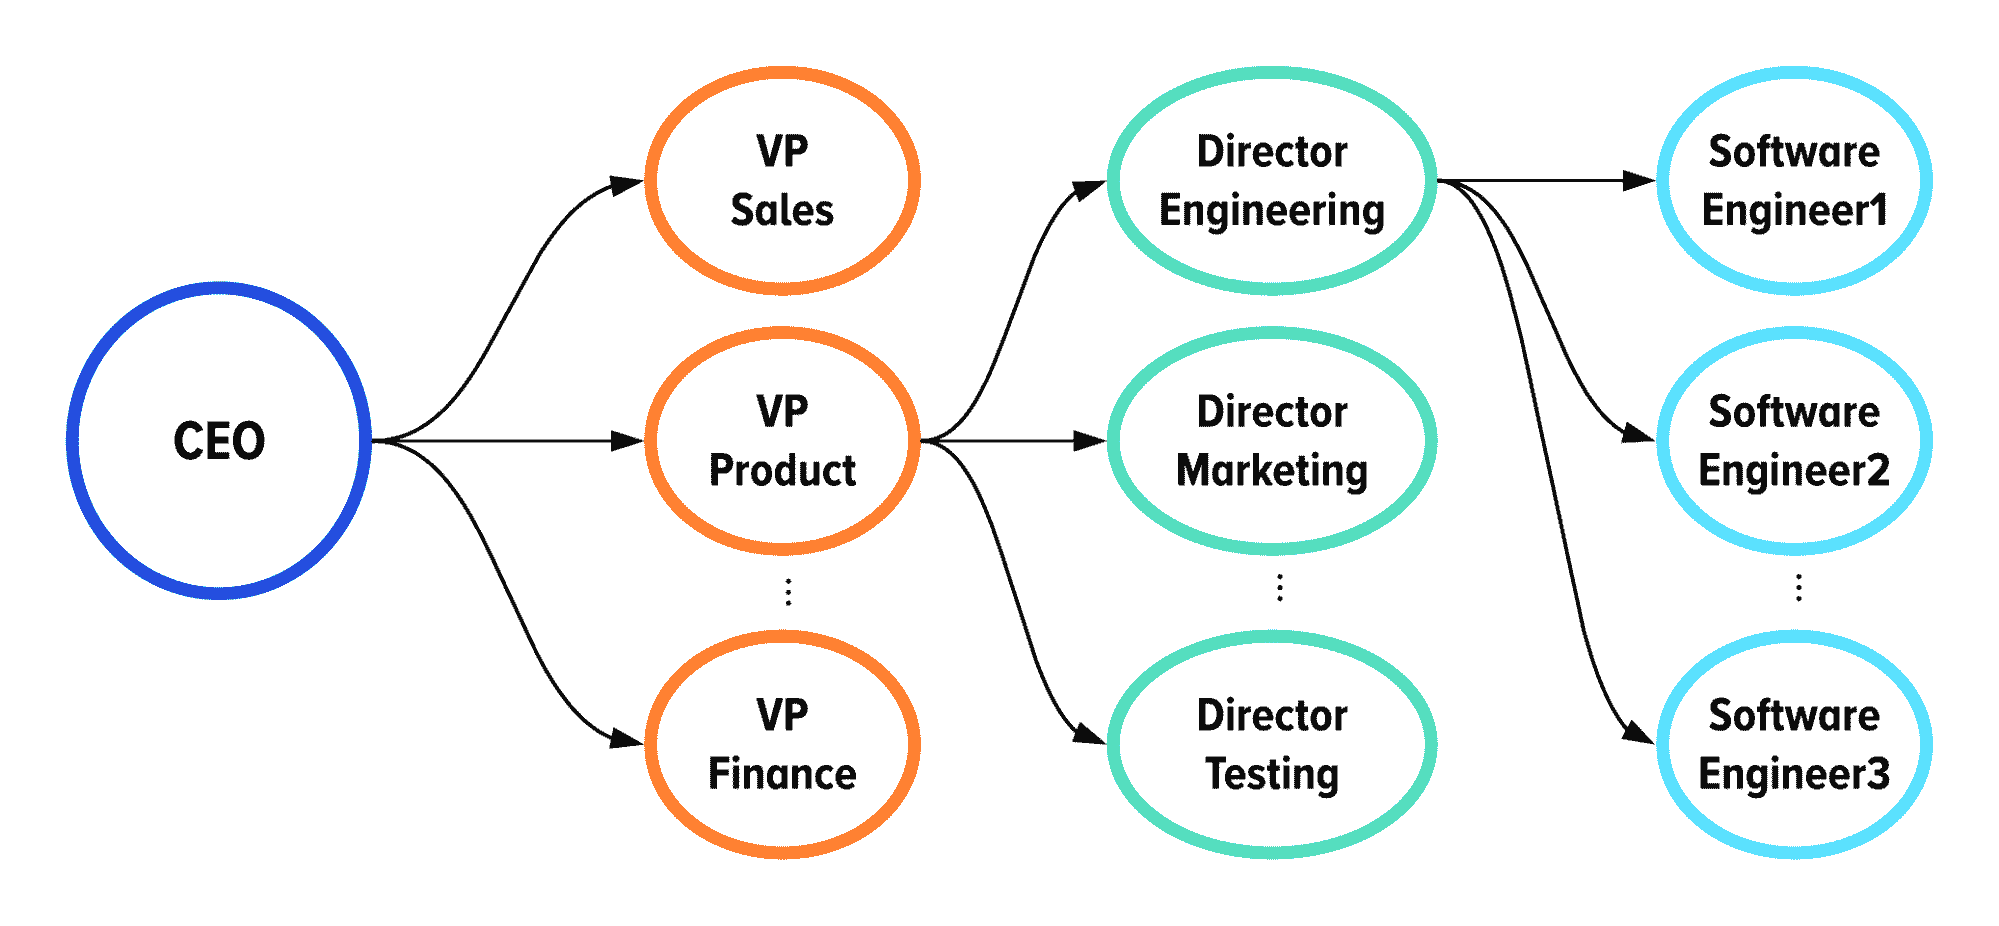 CEO
VP
Sales
VP
Product
VP
Finance
Director
Engineering
Director
Marketing
Director
Testing
Software
Engineer1
Software
Engineer2
Software
Engineer3